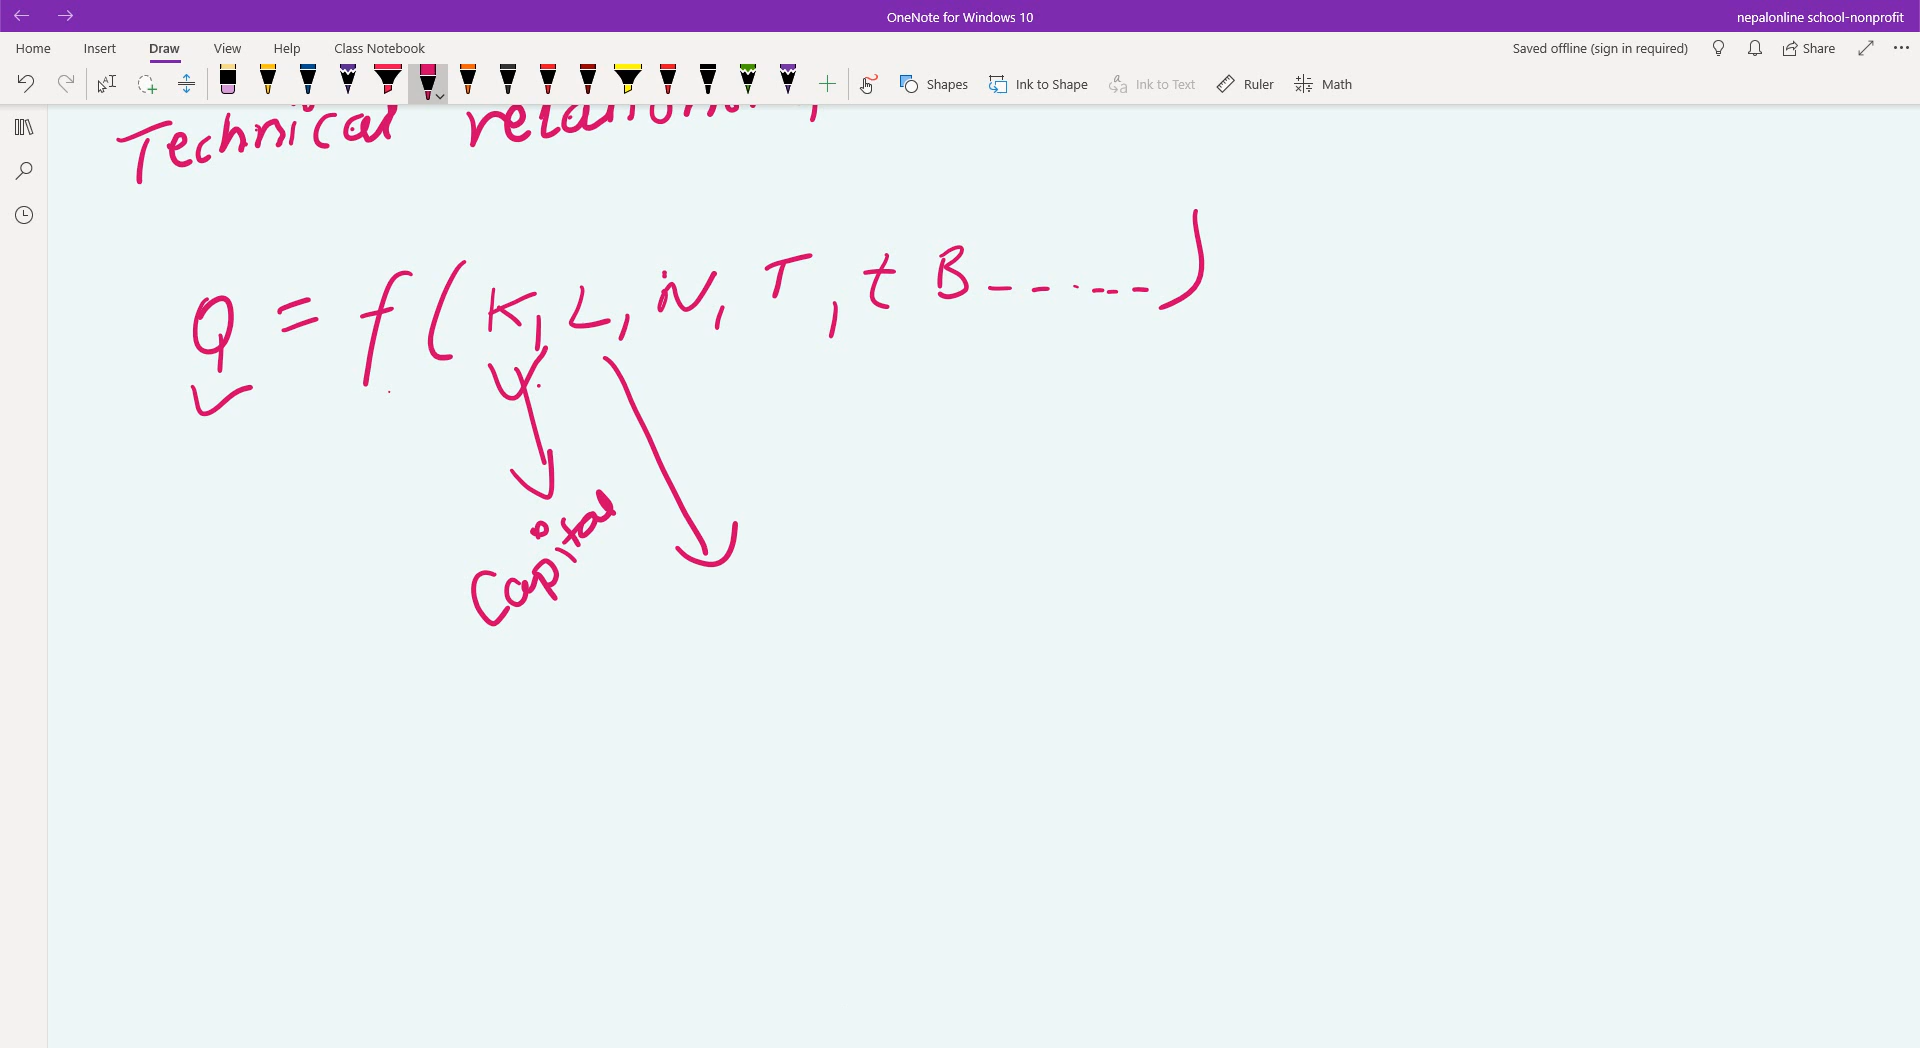 OneNote for Windows 10
nepalonline school-nonprofit
Home Insert Draw View Help Class Notebook
Saved offline (sign in required) Share
Shapes Ink to Shape Ink to Text Ruler Math
Technical
Q = f ( K, L, N, T, t B ------ )
Capital